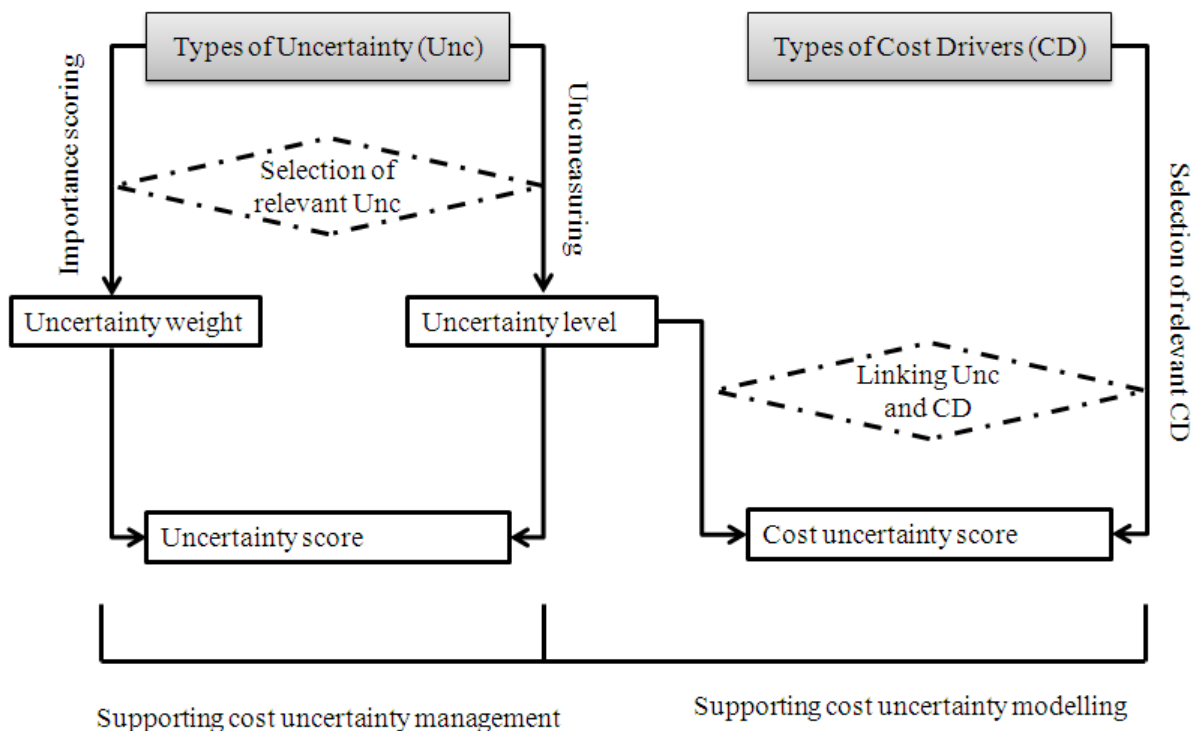 Types of Uncertainty (Unc)
Types of Cost Drivers (CD)
Importance scoring
Selection of
relevant Unc
Unc measuring
Selection of relevant CD
Uncertainty weight
Uncertainty level
Linking Unc
and CD
Uncertainty score
Cost uncertainty score
Supporting cost uncertainty management
Supporting cost uncertainty modelling